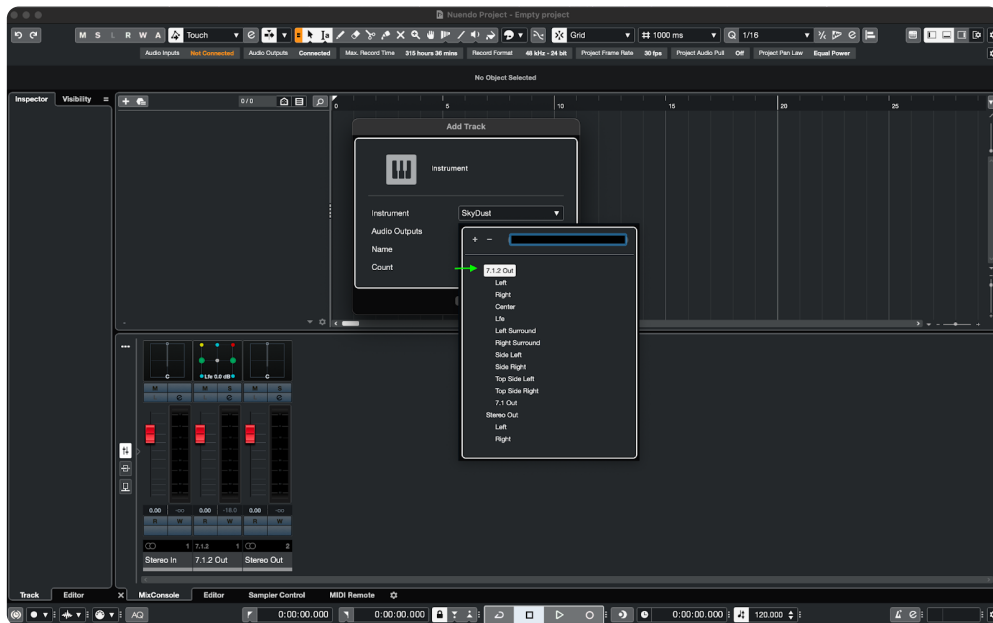 Nuendo Project - Empty project
M S L R W A Touch Grid 1000 ms Q 1/16
Audio Inputs Not Connected Audio Outputs Connected Max. Record Time 315 hours 36 mins Record Format 48 kHz - 24 bit Project Frame Rate 30 fps Project Audio Pull Off Project Pan Law Equal Power
No Object Selected
Inspector Visibility
0/0
0 5 10 15 20 25
Add Track
Instrument
Instrument SkyDust
Audio Outputs
Name
Count
+ −
7.1.2 Out
Left
Right
Center
Lfe
Left Surround
Right Surround
Side Left
Side Right
Top Side Left
Top Side Right
7.1 Out
Stereo Out
Left
Right
C Lfe 0.0 dB C
M M S M S
e e e
0.00 -oo 0.00 -18.0 0.00 -oo
R W R W R W
1 7.1.2 1 2
Stereo In 7.1.2 Out Stereo Out
Track Editor X MixConsole Editor Sampler Control MIDI Remote
AQ 0:00:00.000 0:00:00.000 0:00:00.000 120.000